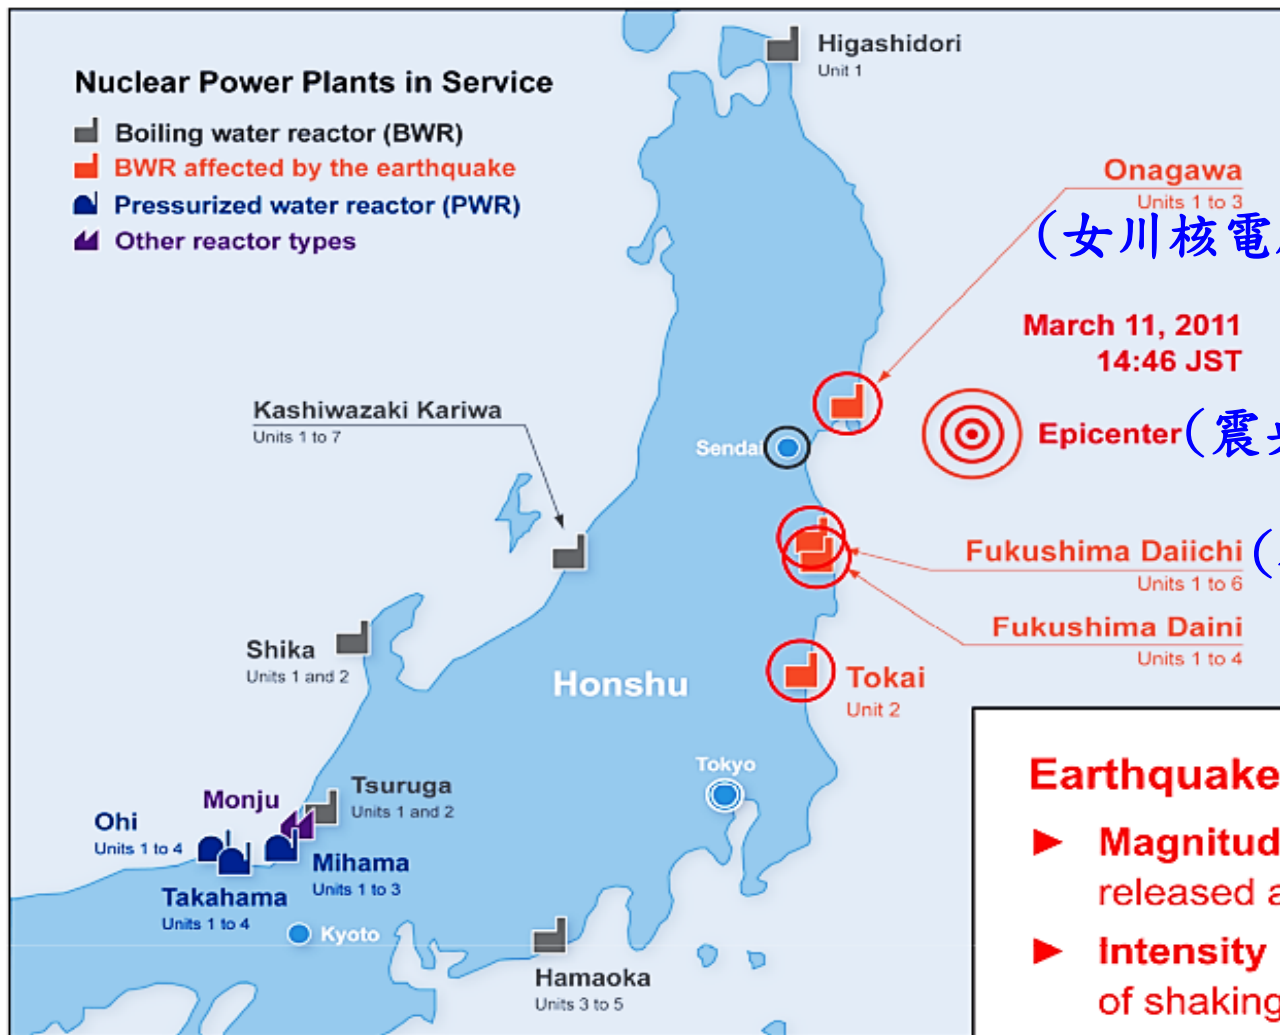 Nuclear Power Plants in Service
Boiling water reactor (BWR)
BWR affected by the earthquake
Pressurized water reactor (PWR)
Other reactor types
Higashidori
Unit 1
Onagawa
Units 1 to 3
(女川核電
March 11, 2011
14:46 JST
Kashiwazaki Kariwa
Units 1 to 7
Sendai
Epicenter(震
Fukushima Daiichi (
Units 1 to 6
Fukushima Daini
Units 1 to 4
Shika
Units 1 and 2
Honshu
Tokai
Unit 2
Tokyo
Tsuruga
Units 1 and 2
Monju
Ohi
Units 1 to 4
Mihama
Units 1 to 3
Takahama
Units 1 to 4
Kyoto
Hamaoka
Units 3 to 5
Earthquake
► Magnitud
released a
► Intensity
of shaking